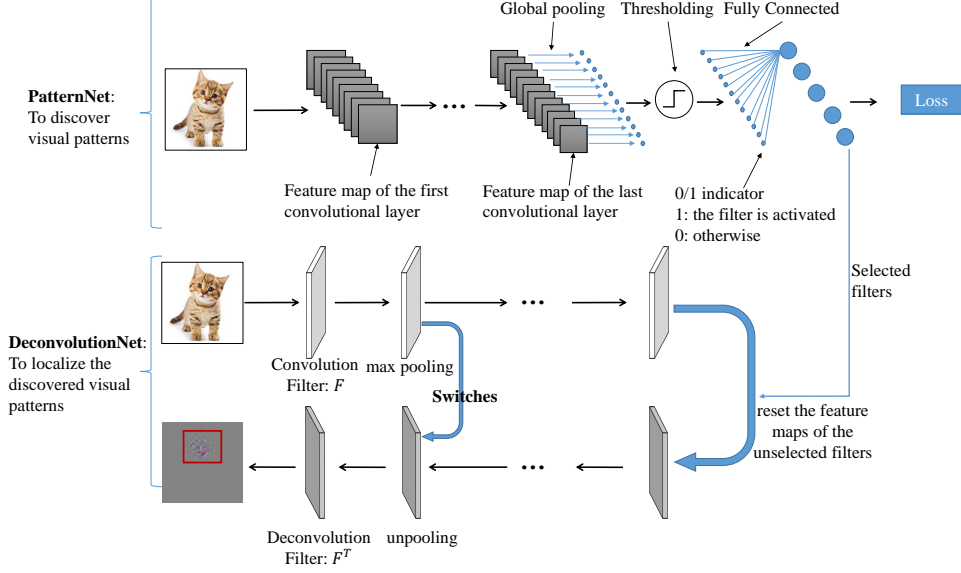 Global pooling
Thresholding
Fully Connected
PatternNet:
To discover
visual patterns
Loss
Feature map of the first
convolutional layer
Feature map of the last
convolutional layer
0/1 indicator
1: the filter is activated
0: otherwise
Selected
filters
DeconvolutionNet:
To localize the
discovered visual
patterns
Convolution
Filter: F
max pooling
Switches
reset the feature
maps of the
unselected filters
Deconvolution
Filter: F^T
unpooling